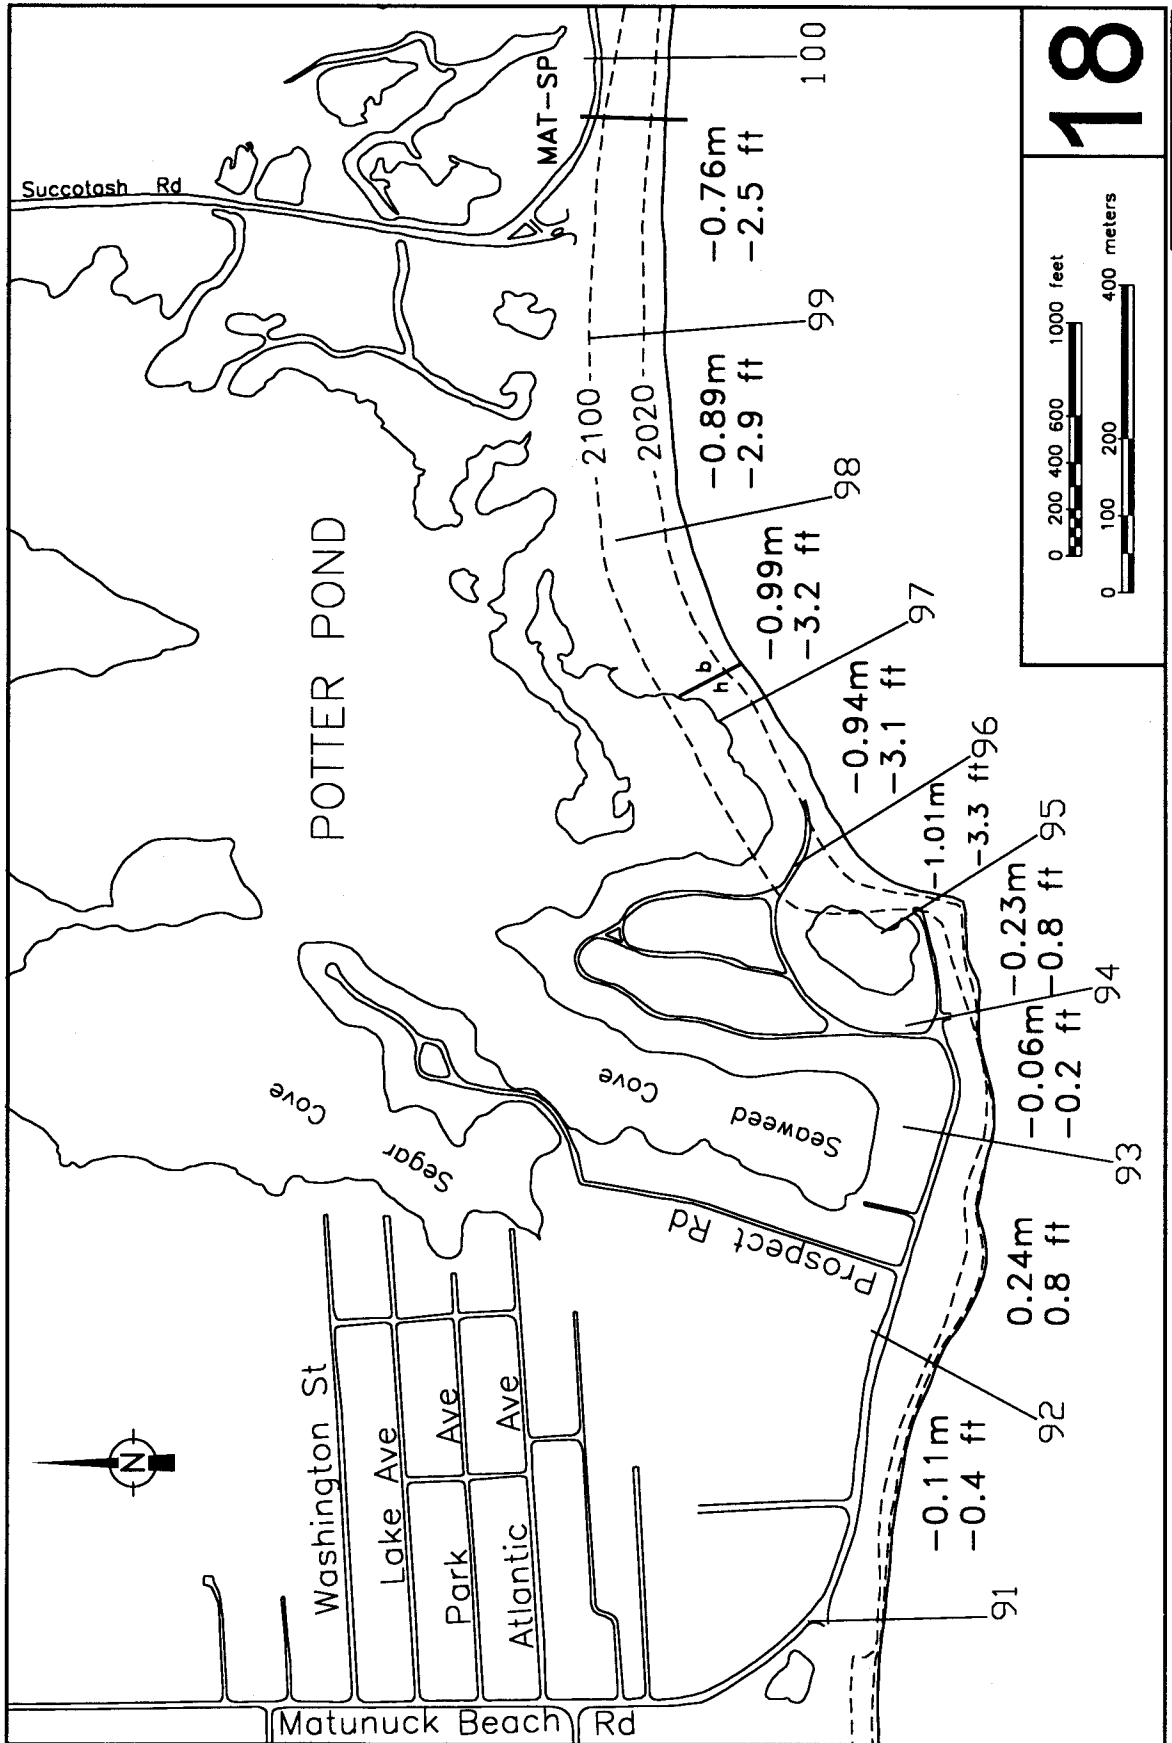 18
0 200 400 600 1000 feet
0 100 200 400 meters
Succotash Rd
MAT-SP
POTTER POND
2100
2020
h b
Segar Cove
Seaweed Cove
Prospect Rd
Washington St
Lake Ave
Park Ave
Atlantic Ave
Matunuck Beach Rd
N
91
-0.11m
-0.4 ft
92
0.24m
0.8 ft
93
-0.06m
-0.2 ft
94
-0.23m
-0.8 ft
95
-1.01m
-3.3 ft
96
-0.94m
-3.1 ft
97
-0.99m
-3.2 ft
98
-0.89m
-2.9 ft
99
-0.76m
-2.5 ft
100